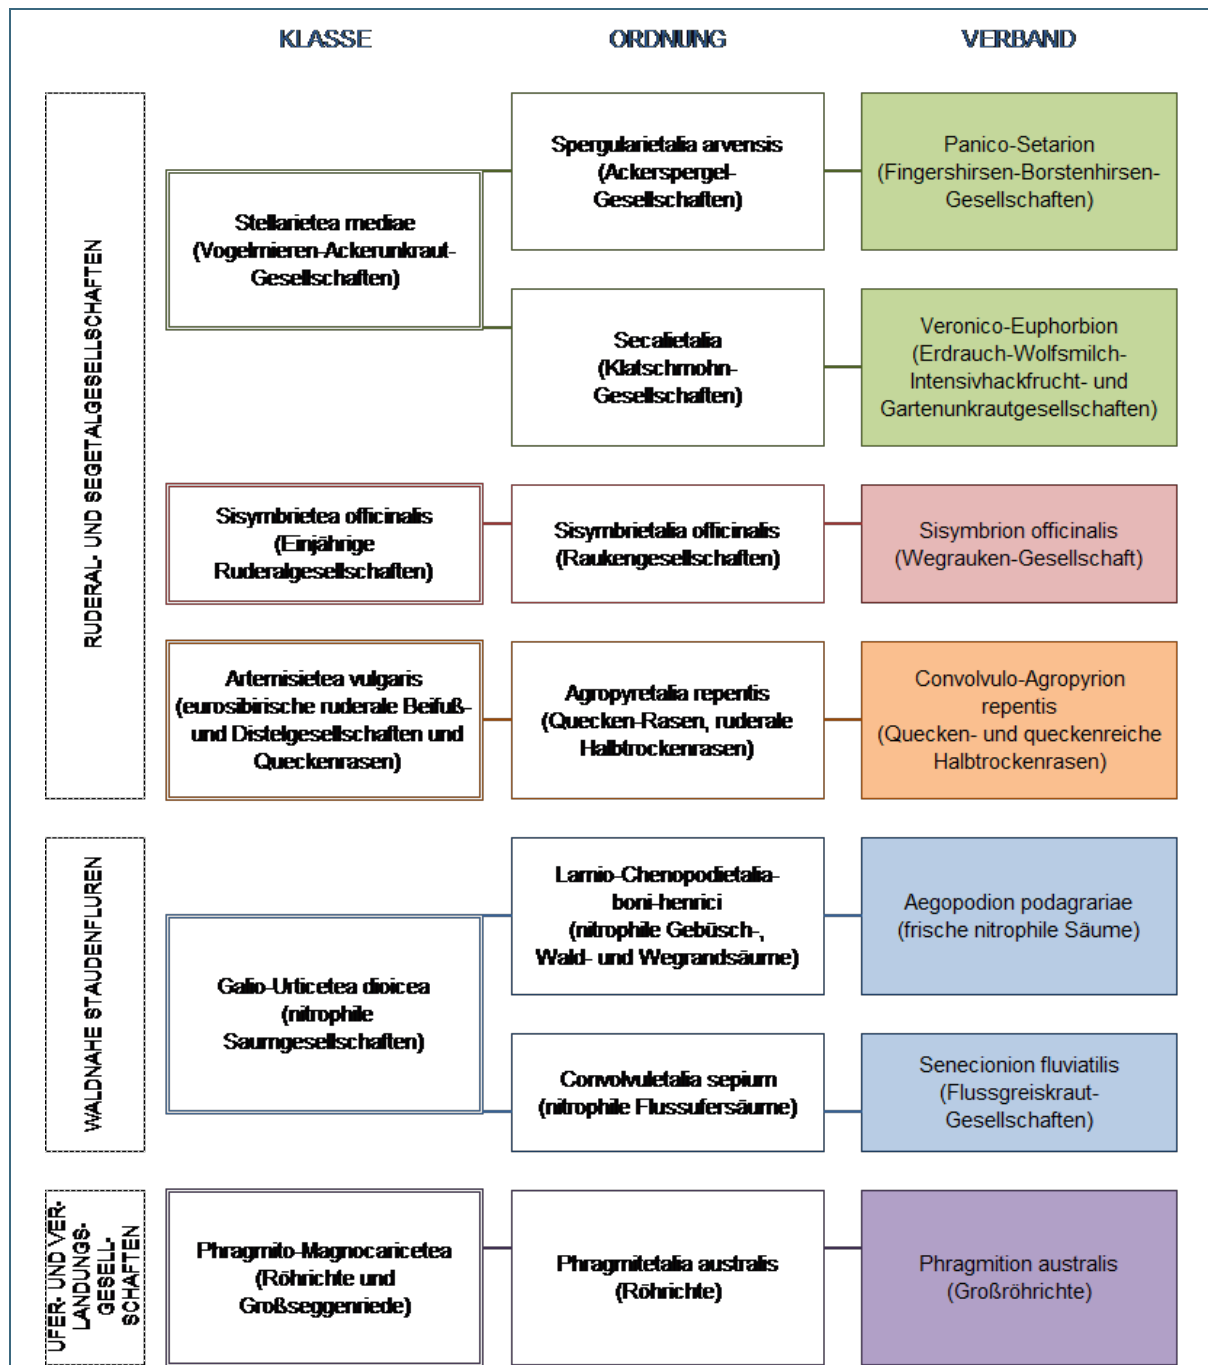 KLASSE
ORDNUNG
VERBAND
RUDERAL- UND SEGETALGESELLSCHAFTEN
Stellarietea mediae
(Vogelmieren-Ackerunkraut-
Gesellschaften)
Spergularietalia arvensis
(Ackerspergel-
Gesellschaften)
Panico-Setarion
(Fingershirsen-Borstenhirsen-
Gesellschaften)
Secalietalia
(Klatschmohn-
Gesellschaften)
Veronico-Euphorbion
(Erdrauch-Wolfsmilch-
Intensivhackfrucht- und
Gartenunkrautgesellschaften)
Sisymbrietea officinalis
(Einjährige
Ruderalgesellschaften)
Sisymbrietalia officinalis
(Raukengesellschaften)
Sisymbrion officinalis
(Wegrauken-Gesellschaft)
Artemisietea vulgaris
(eurosibirische ruderale Beifuß-
und Distelgesellschaften und
Queckenrasen)
Agropyretalia repentis
(Quecken-Rasen, ruderale
Halbtrockenrasen)
Convolvulo-Agropyrion
repentis
(Quecken- und queckenreiche
Halbtrockenrasen)
WALDNAHE STAUDENFLUREN
Galio-Urticetea dioicea
(nitrophile
Saumgesellschaften)
Lamio-Chenopodietalia-
boni-henrici
(nitrophile Gebüsch-,
Wald- und Wegrandsäume)
Aegopodion podagrariae
(frische nitrophile Säume)
Convolvuletalia sepium
(nitrophile Flussufersäume)
Senecionion fluviatilis
(Flussgreiskraut-
Gesellschaften)
UFER- UND VER-
LANDUNGS-
GESELL-
SCHAFTEN
Phragmito-Magnocaricetea
(Röhrichte und
Großseggenriede)
Phragmitetalia australis
(Röhrichte)
Phragmition australis
(Großröhrichte)